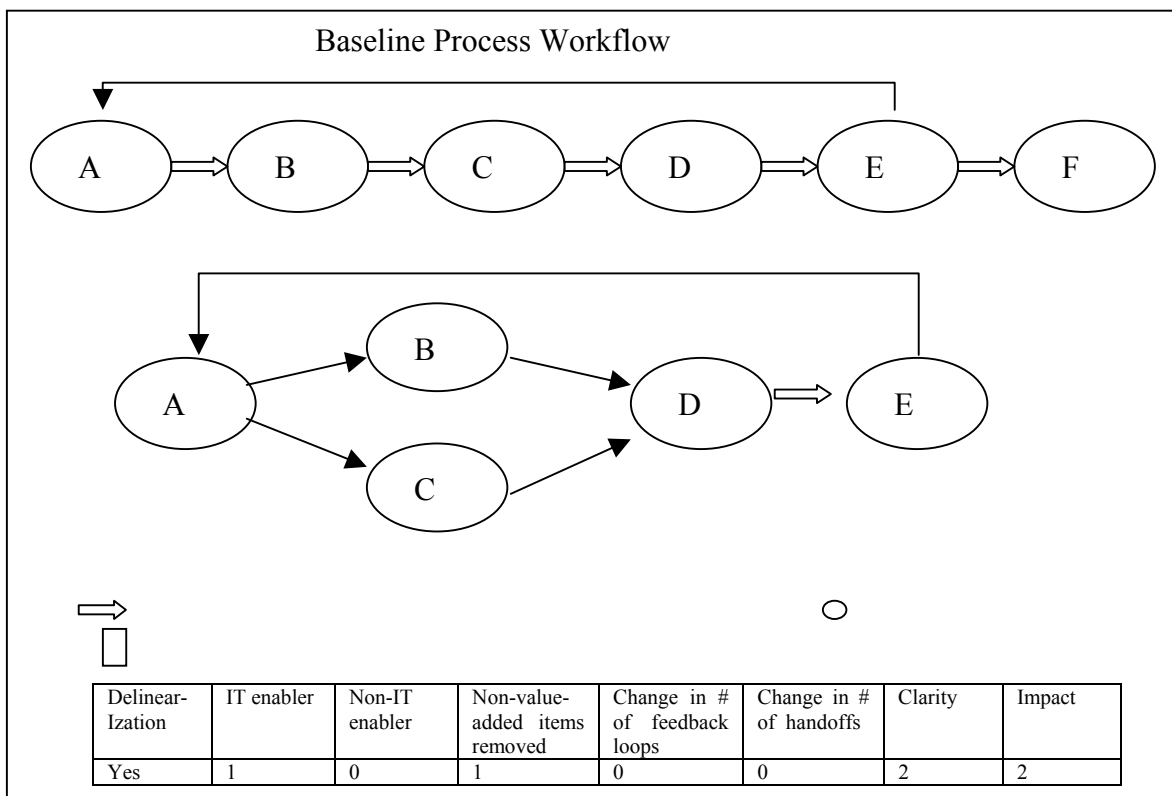 Baseline Process Workflow
A B C D E F
B
A D E
C
Delinear- IT enabler Non-IT Non-value- Change in # Change in # Clarity Impact
Ization enabler added items of feedback of handoffs
removed loops
Yes 1 0 1 0 0 2 2